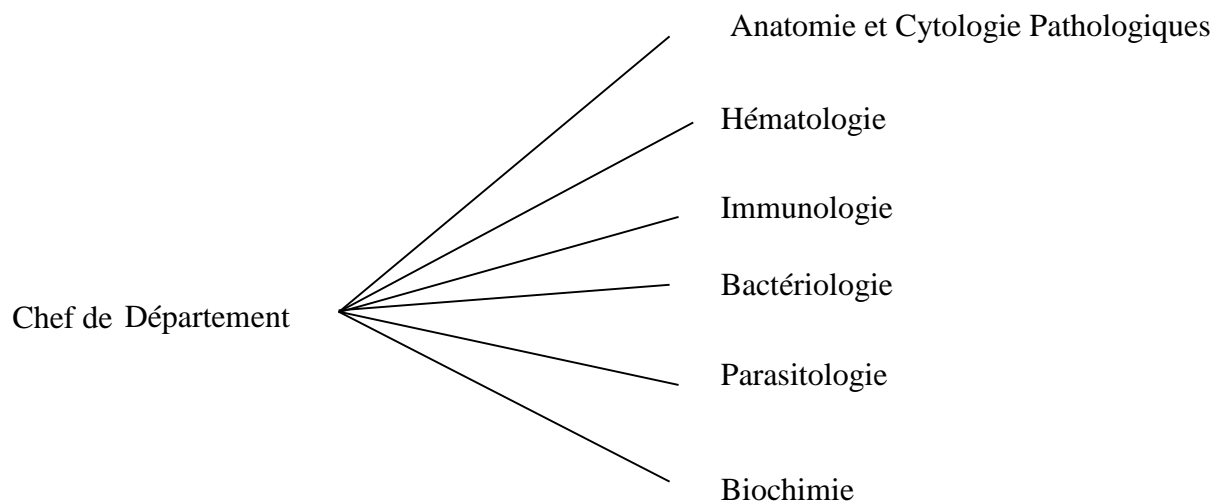 Anatomie et Cytologie Pathologiques
Hématologie
Immunologie
Bactériologie
Chef de Département
Parasitologie
Biochimie